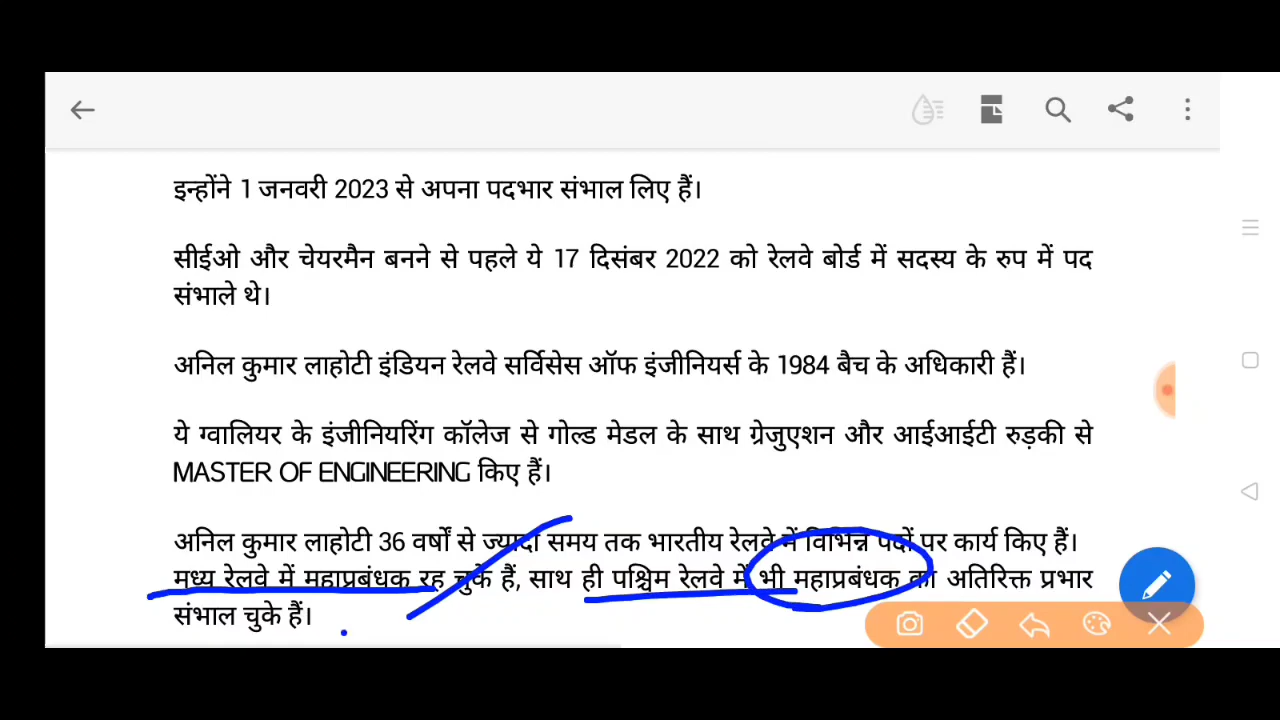 इन्होंने 1 जनवरी 2023 से अपना पदभार संभाल लिए हैं।
सीईओ और चेयरमैन बनने से पहले ये 17 दिसंबर 2022 को रेलवे बोर्ड में सदस्य के रुप में पद
संभाले थे।
अनिल कुमार लाहोटी इंडियन रेलवे सर्विसेस ऑफ इंजीनियर्स के 1984 बैच के अधिकारी हैं।
ये ग्वालियर के इंजीनियरिंग कॉलेज से गोल्ड मेडल के साथ ग्रेजुएशन और आईआईटी रुड़की से
MASTER OF ENGINEERING किए हैं।
अनिल कुमार लाहोटी 36 वर्षों से ज्यादा समय तक भारतीय रेलवे में विभिन्न पदों पर कार्य किए हैं।
मध्य रेलवे में महाप्रबंधक रह चुके हैं, साथ ही पश्चिम रेलवे में भी महाप्रबंधक का अतिरिक्त प्रभार
संभाल चुके हैं।